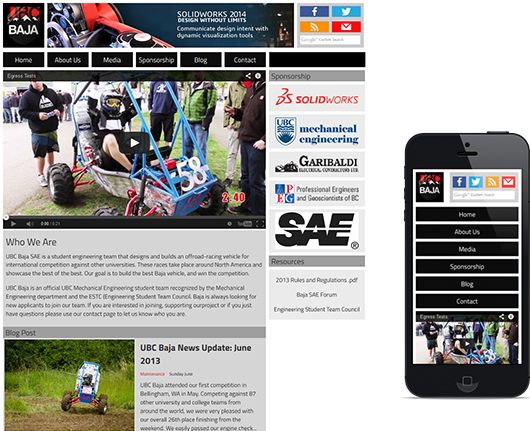 UBC
BAJA
SOLIDWORKS 2014
DESIGN WITHOUT LIMITS
Communicate design intent with
dynamic visualization tools
Google Custom Search
Home
About Us
Media
Sponsorship
Blog
Contact
Egress Tests
58
2:40
0:00 / 0:21
YouTube
Who We Are
UBC Baja SAE is a student engineering team that designs and builds an offroad-racing vehicle for
international competition against other universities. These races take place around North America and
showcase the best of the best. Our goal is to build the best Baja vehicle, and win the competition.
UBC Baja is an official UBC Mechanical Engineering student team recognized by the Mechanical
Engineering department and the ESTC (Engineering Student Team Council). Baja is always looking for
new applicants to join our team. If you are interested in joining, supporting ourproject or if you just
have questions please use our contact page to let us know who you are.
Blog Post
UBC Baja News Update: June
2013
Maintenance Sunday June
UBC Baja attended our first competition in
Bellingham, WA in May. Competing against 87
other university and college teams from
around the world, we were very pleased with
our overall 26th place finishing from the
weekend. We easily passed our engine check...
Sponsorship
SOLIDWORKS
UBC
mechanical
engineering
GARIBALDI
ELECTRICAL CONTRACTORS LTD.
APEG
Professional Engineers
and Geoscientists of BC
SAE
Resources
2013 Rules and Regulations .pdf
Baja SAE Forum
Engineering Student Team Council
UBC
BAJA
Google Custom Search
Home
About Us
Media
Sponsorship
Blog
Contact
Egress Tests